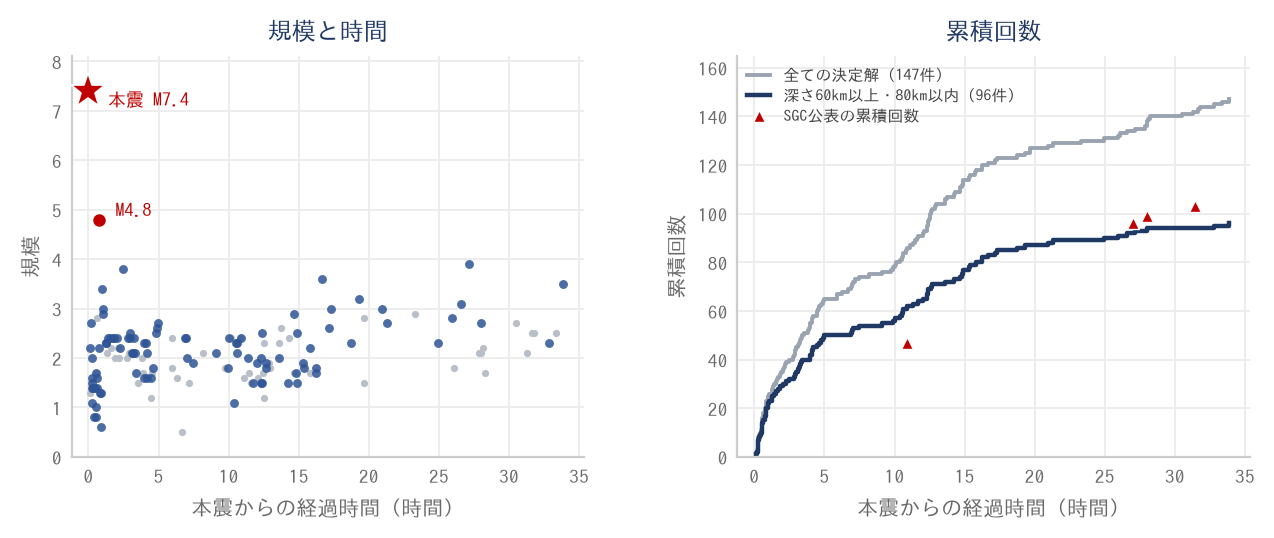 規模と時間
8
7
6
5
4
3
2
1
0
規模
本震 M7.4
M4.8
0 5 10 15 20 25 30 35
本震からの経過時間（時間）
累積回数
160
140
120
100
80
60
40
20
0
累積回数
全ての決定解（147件）
深さ60km以上・80km以内（96件）
SGC公表の累積回数
0 5 10 15 20 25 30 35
本震からの経過時間（時間）